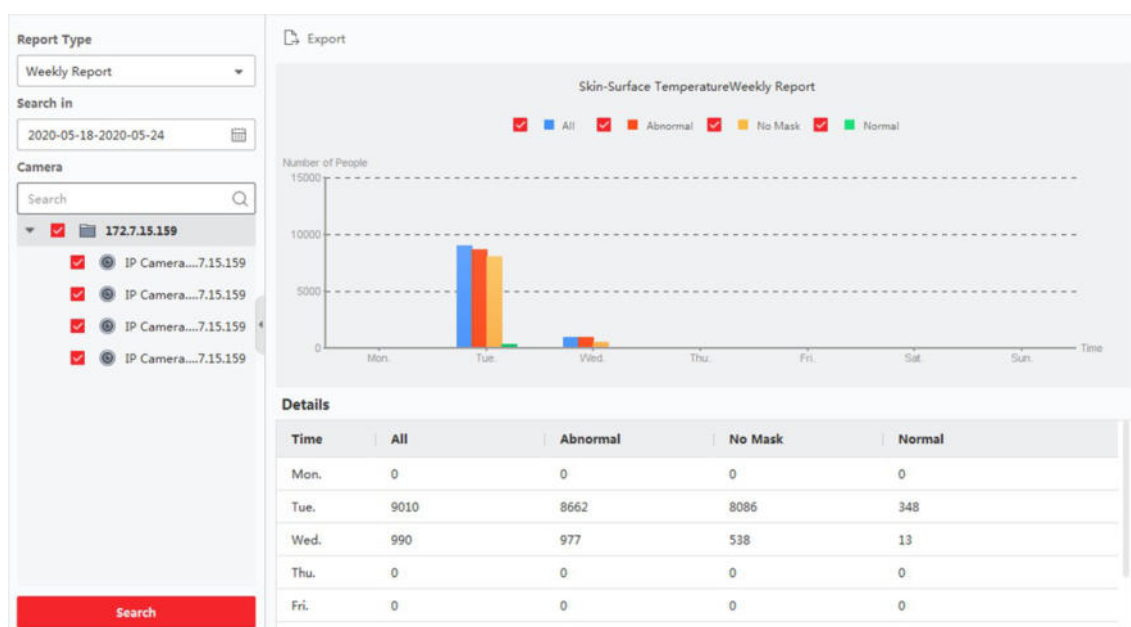 Report Type
Weekly Report
Search in
2020-05-18-2020-05-24
Camera
Search
172.7.15.159
IP Camera....7.15.159
IP Camera....7.15.159
IP Camera....7.15.159
IP Camera....7.15.159
Search
Export
Skin-Surface TemperatureWeekly Report
All Abnormal No Mask Normal
Number of People
15000
10000
5000
0
Mon. Tue. Wed. Thu. Fri. Sat. Sun. Time
Details
Time All Abnormal No Mask Normal
Mon. 0 0 0 0
Tue. 9010 8662 8086 348
Wed. 990 977 538 13
Thu. 0 0 0 0
Fri. 0 0 0 0